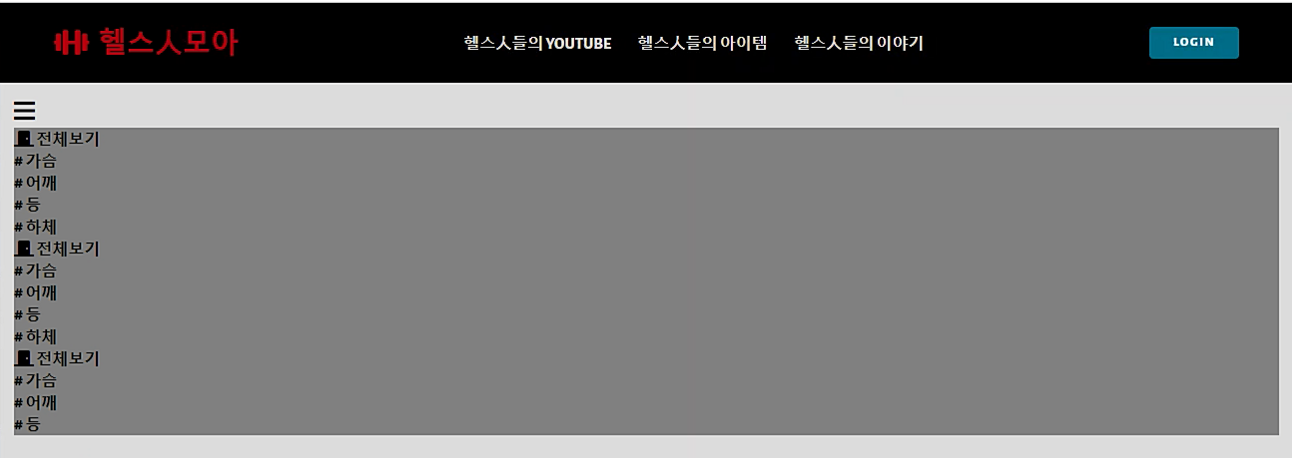 헬스人모아
헬스人들의 YOUTUBE 헬스人들의 아이템 헬스人들의 이야기
LOGIN
전체보기
# 가슴
# 어깨
# 등
# 하체
전체보기
# 가슴
# 어깨
# 등
# 하체
전체보기
# 가슴
# 어깨
# 등